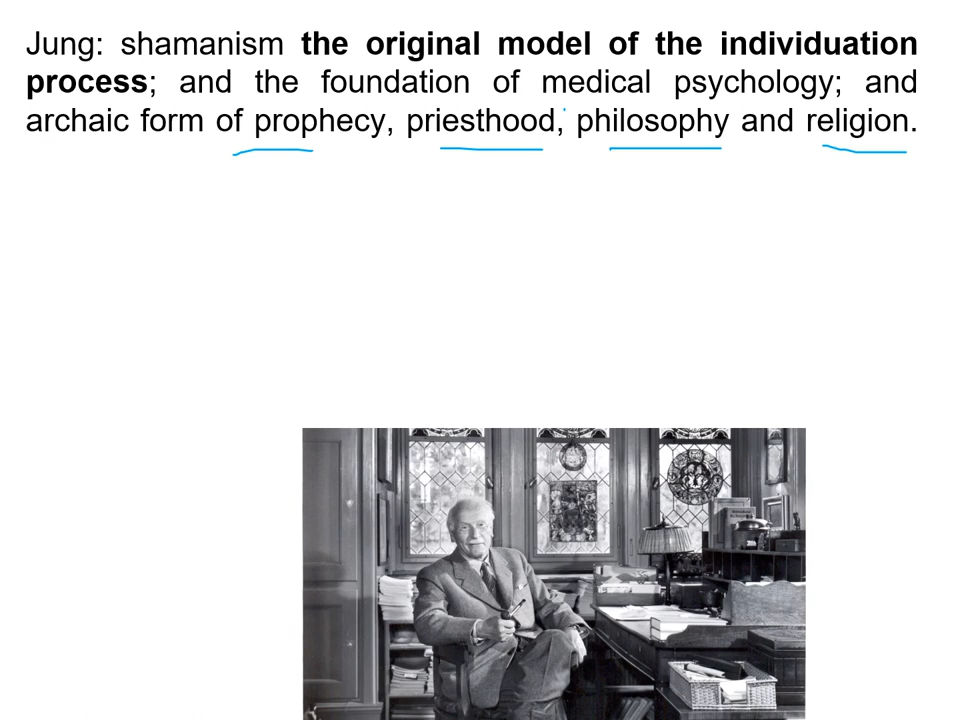 Jung: shamanism the original model of the individuation
process; and the foundation of medical psychology; and
archaic form of prophecy, priesthood, philosophy and religion.